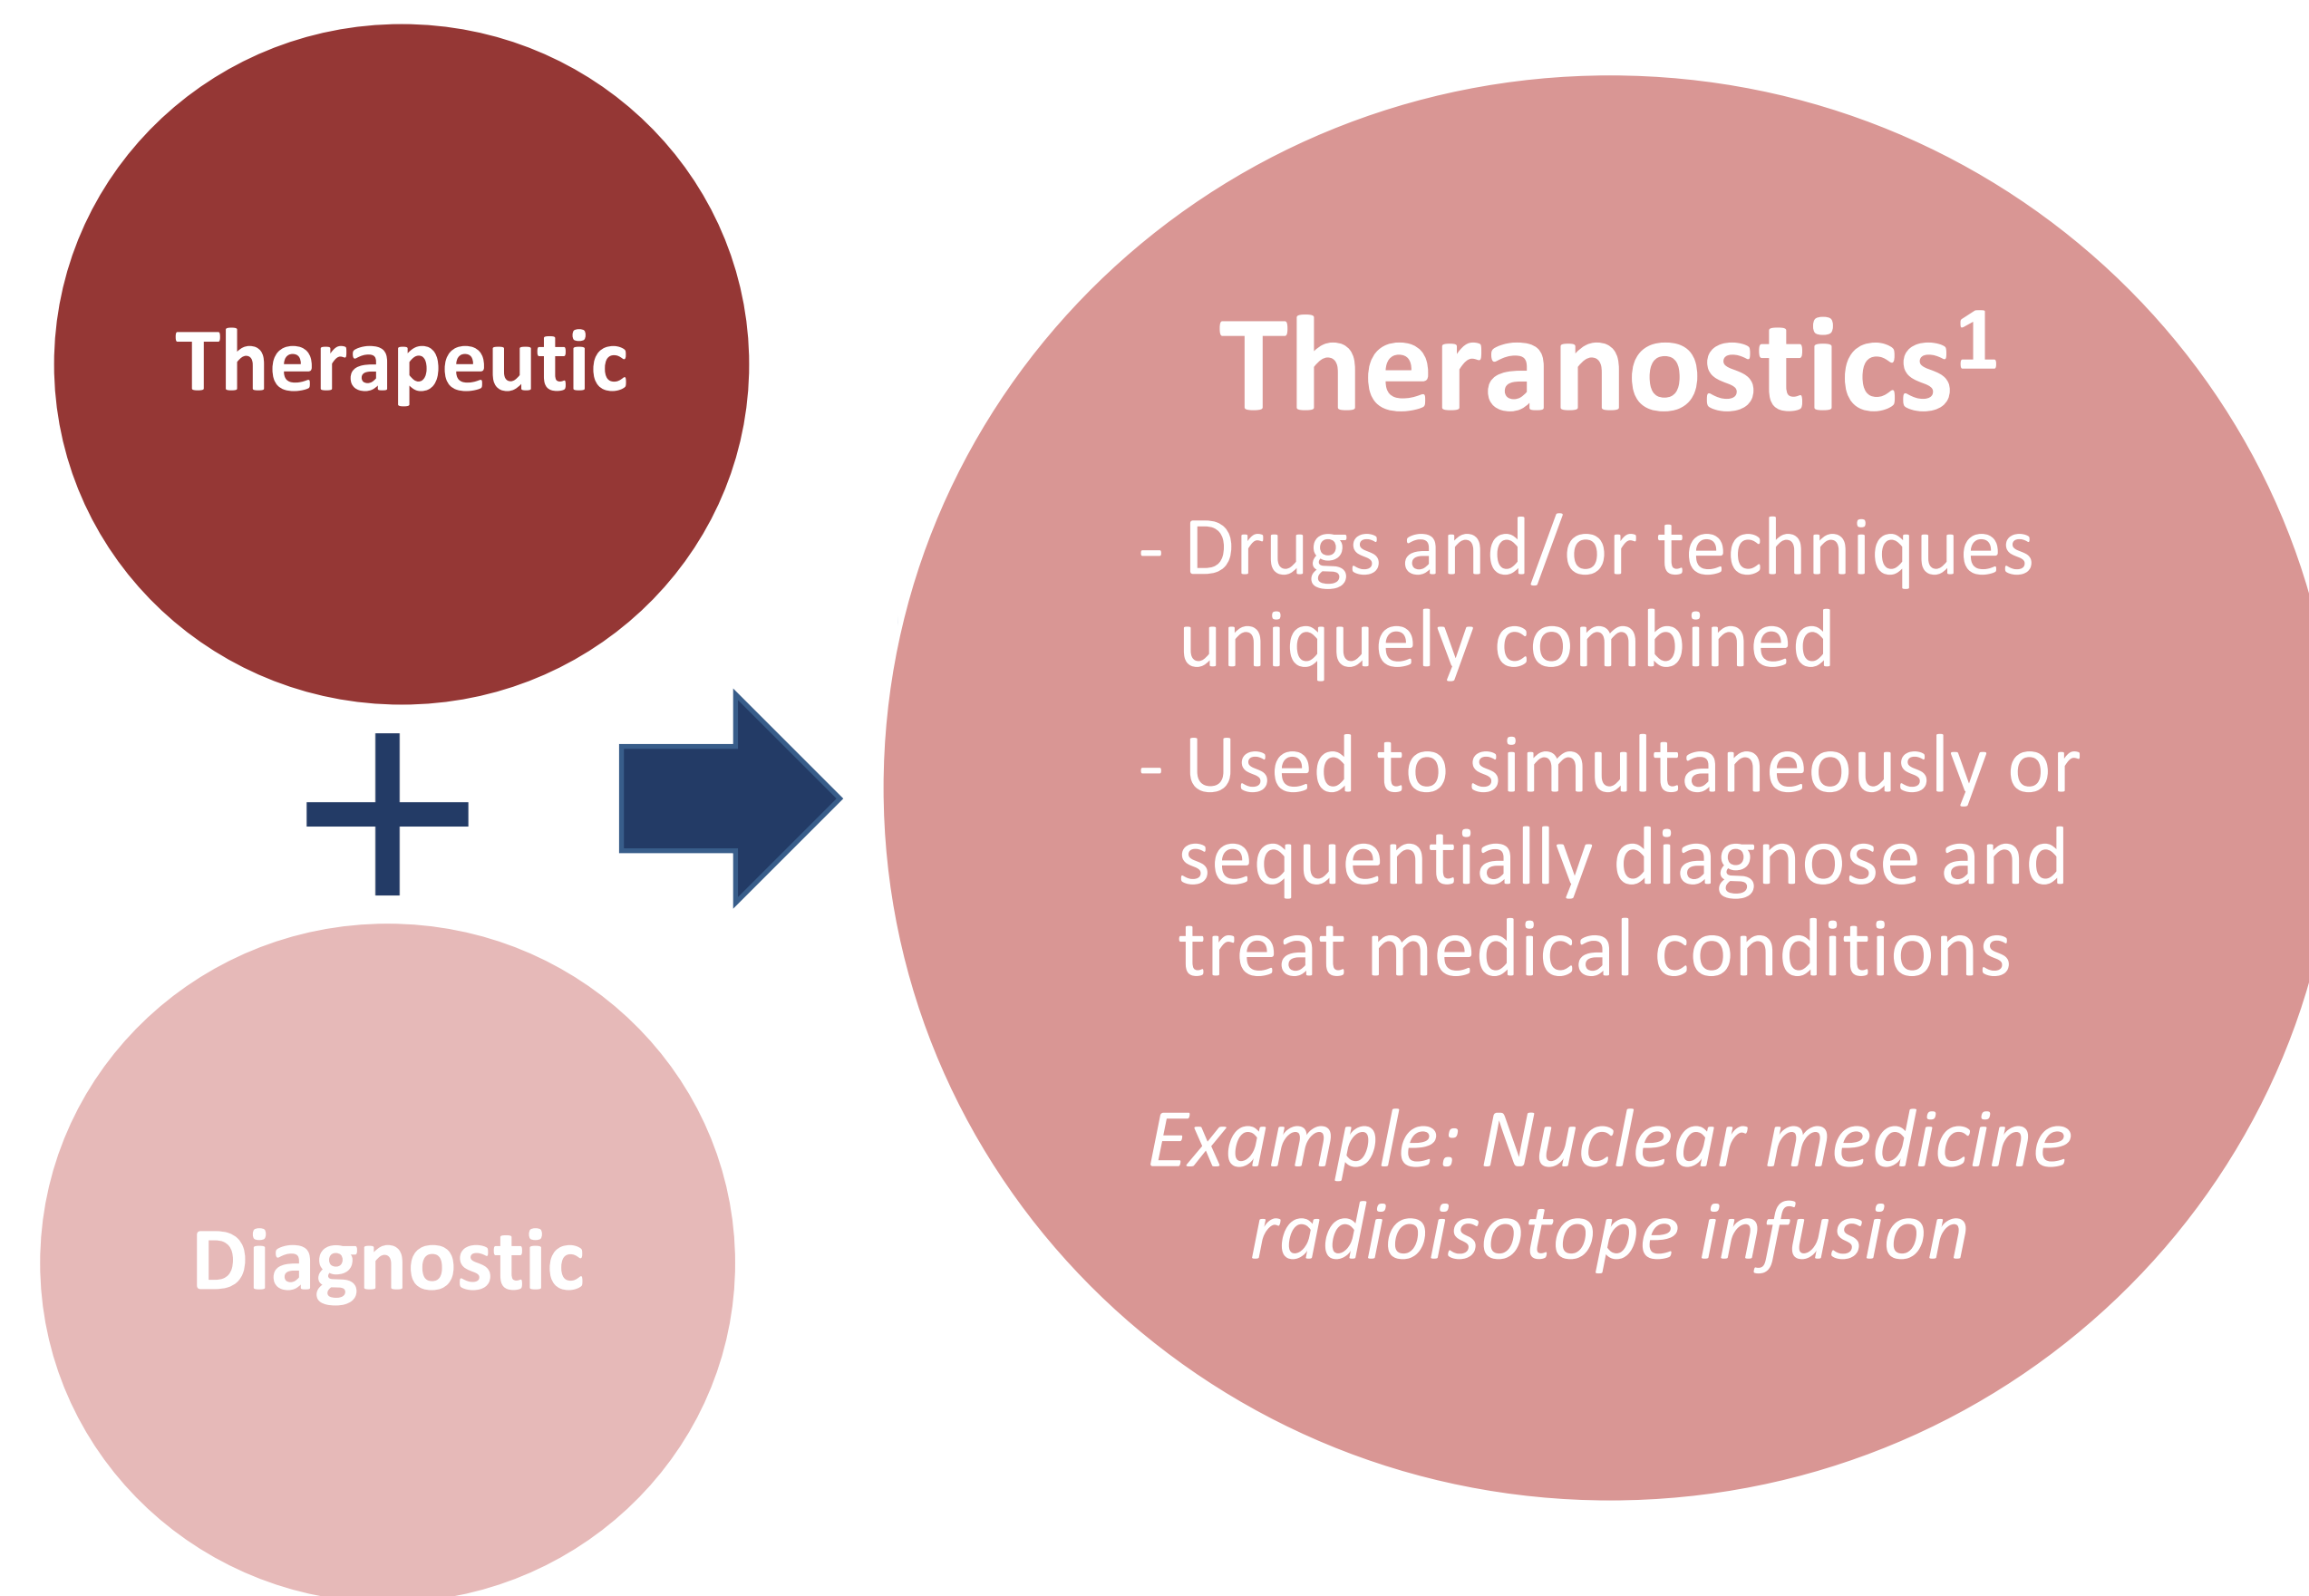 Therapeutic
Diagnostic
Theranostics¹
- Drugs and/or techniques
uniquely combined
- Used to simultaneously or
sequentially diagnose and
treat medical conditions
Example: Nuclear medicine
radioisotope infusion